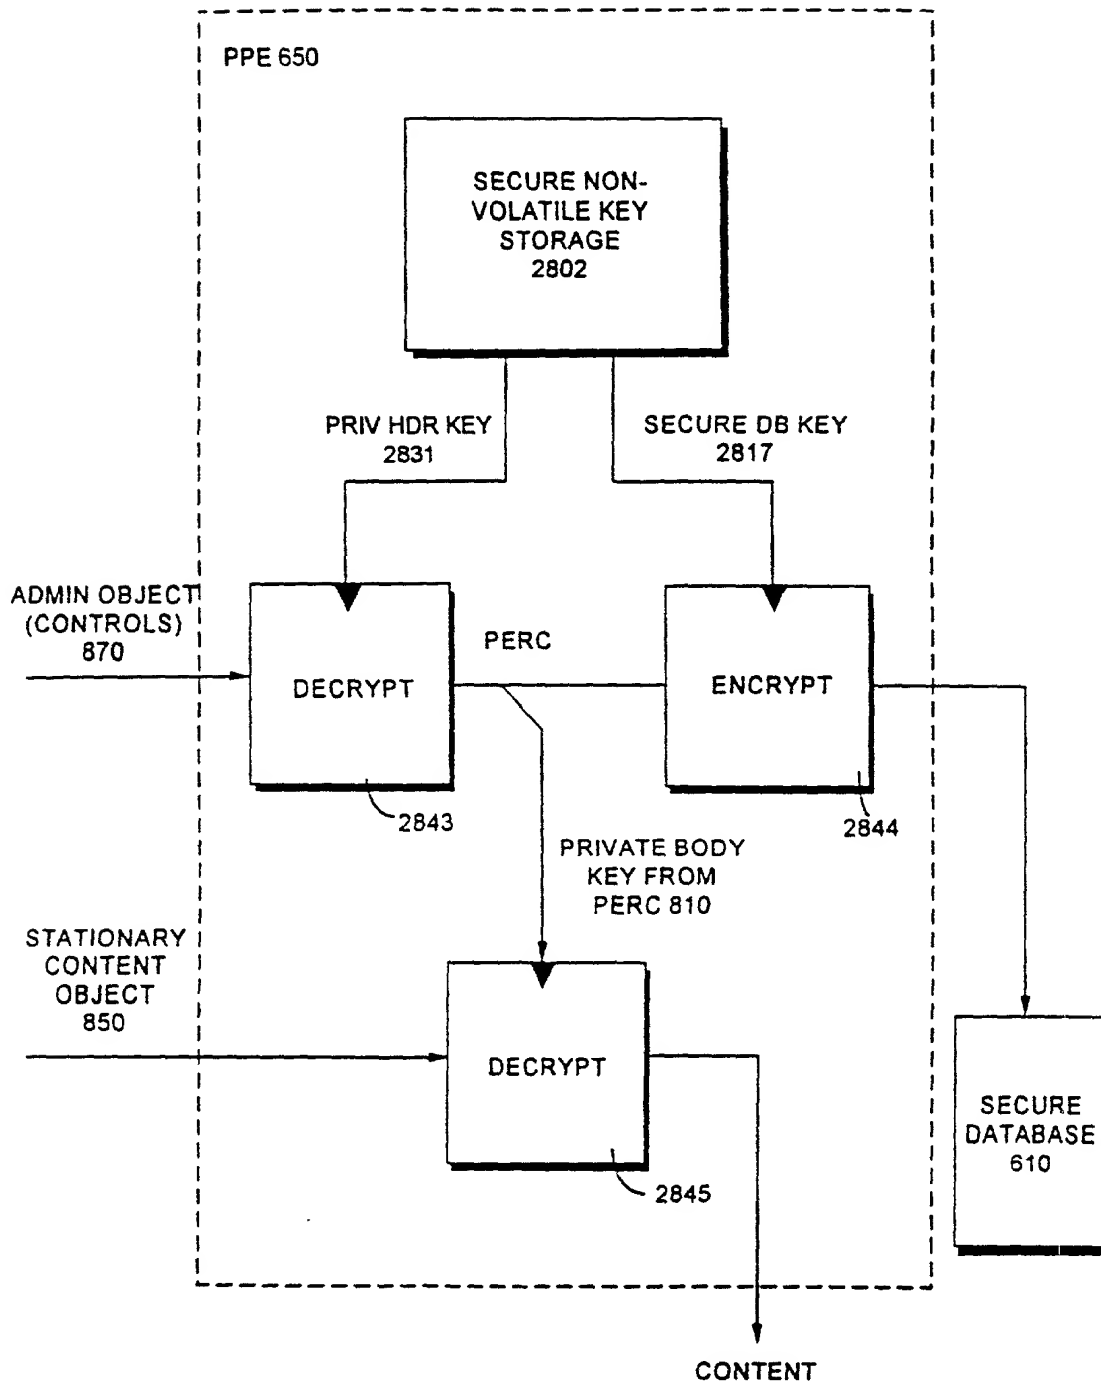 PPE 650
SECURE NON-
VOLATILE KEY
STORAGE
2802
PRIV HDR KEY
2831
SECURE DB KEY
2817
ADMIN OBJECT
(CONTROLS)
870
DECRYPT
PERC
ENCRYPT
2843
2844
PRIVATE BODY
KEY FROM
PERC 810
STATIONARY
CONTENT
OBJECT
850
DECRYPT
2845
SECURE
DATABASE
610
CONTENT